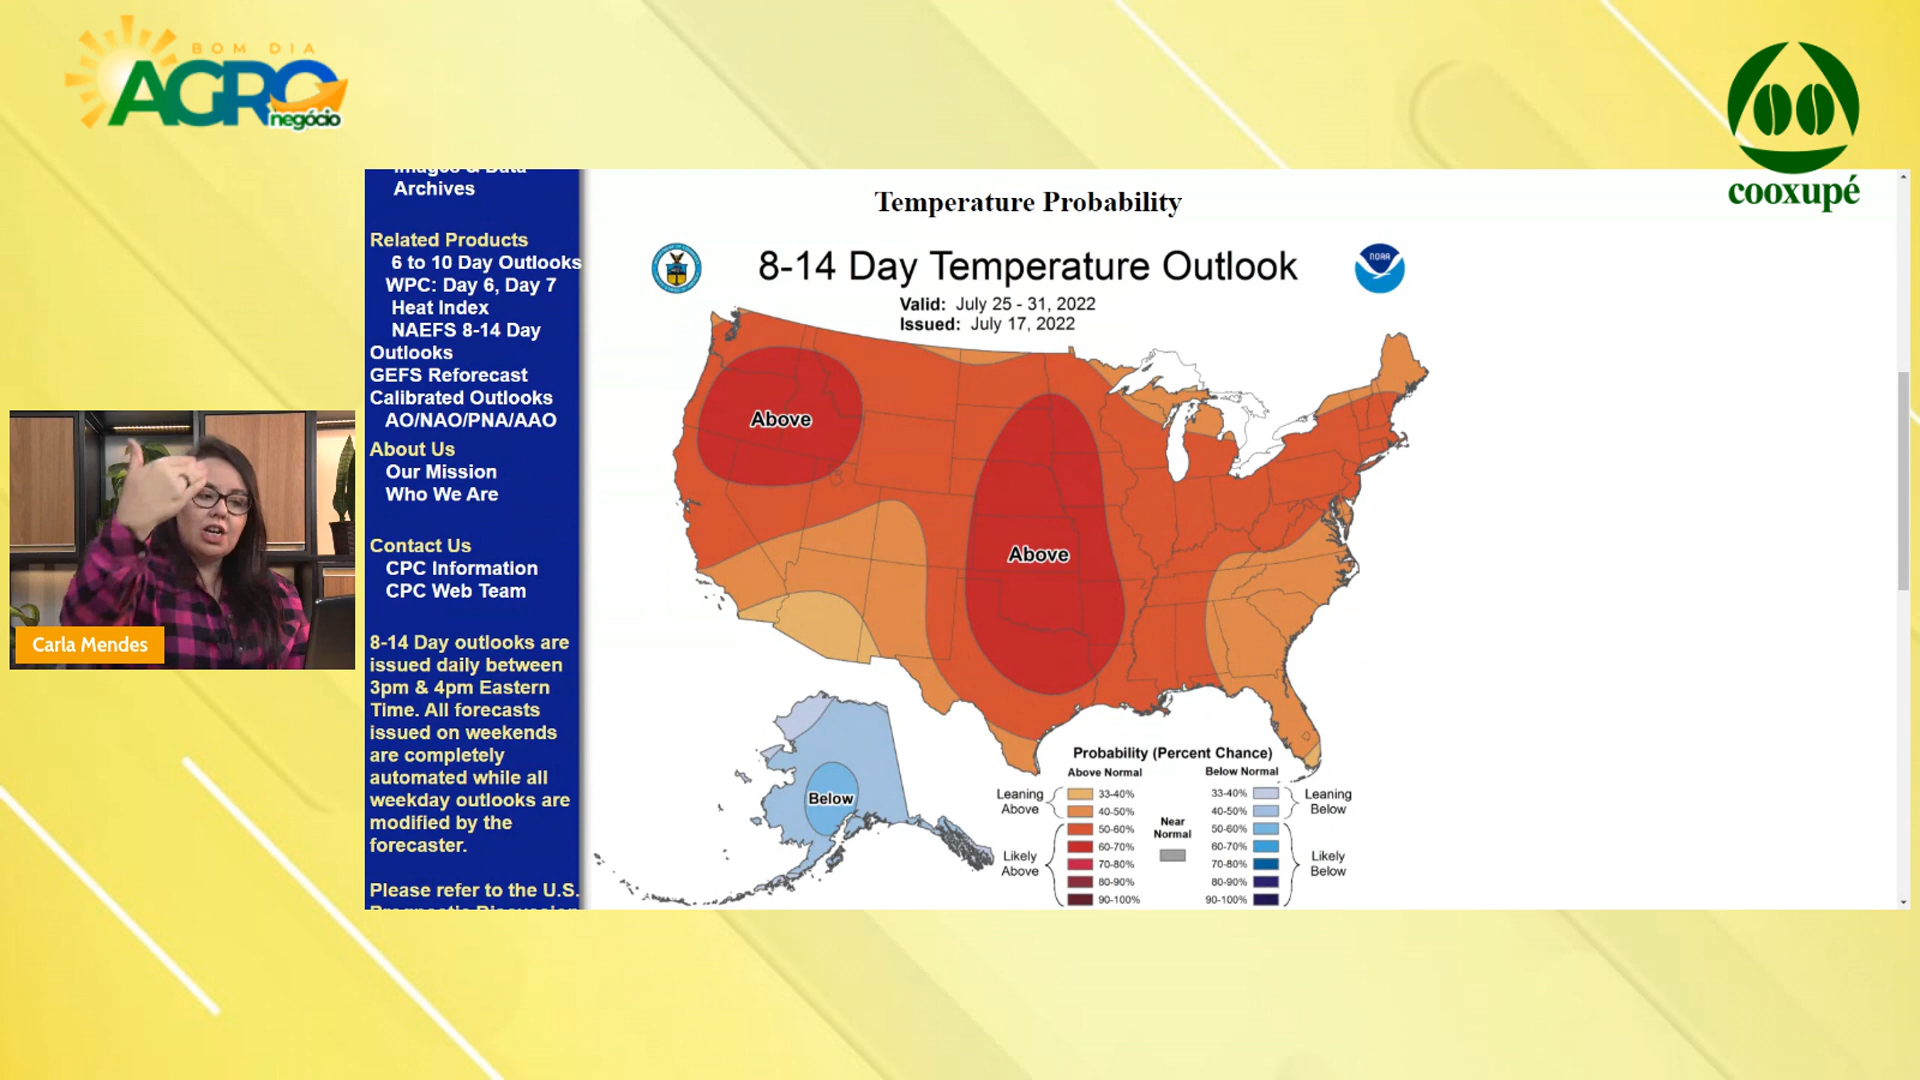 BOM DIA
AGRO
negócio
cooxupé
Images & Data
Archives
Related Products
6 to 10 Day Outlooks
WPC: Day 6, Day 7
Heat Index
NAEFS 8-14 Day
Outlooks
GEFS Reforecast
Calibrated Outlooks
AO/NAO/PNA/AAO
About Us
Our Mission
Who We Are
Contact Us
CPC Information
CPC Web Team
8-14 Day outlooks are
issued daily between
3pm & 4pm Eastern
Time. All forecasts
issued on weekends
are completely
automated while all
weekday outlooks are
modified by the
forecaster.
Please refer to the U.S.
Prognostic Discussion
Carla Mendes
Temperature Probability
8-14 Day Temperature Outlook
NOAA
Valid: July 25 - 31, 2022
Issued: July 17, 2022
Above
Above
Below
Probability (Percent Chance)
Above Normal
Below Normal
Leaning
Above
33-40%
40-50%
Likely
Above
50-60%
60-70%
70-80%
80-90%
90-100%
Near
Normal
33-40%
40-50%
Leaning
Below
50-60%
60-70%
70-80%
80-90%
90-100%
Likely
Below